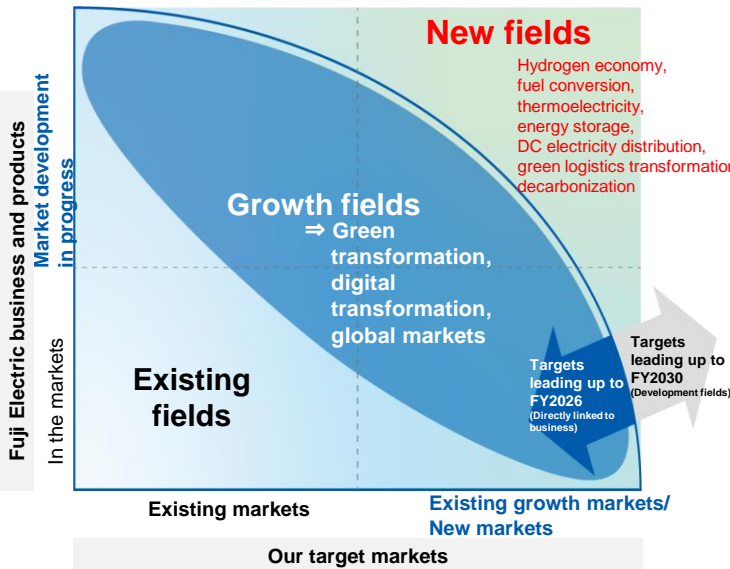 New fields
Hydrogen economy,
fuel conversion,
thermoelectricity,
energy storage,
DC electricity distribution,
green logistics transformation
decarbonization
Fuji Electric business and products
Market development
in progress
In the markets
Growth fields
⇒ Green
transformation,
digital
transformation,
global markets
Existing
fields
Targets
leading up to
FY2026
(Directly linked to
business)
Targets
leading up to
FY2030
(Development fields)
Existing markets
Existing growth markets/
New markets
Our target markets